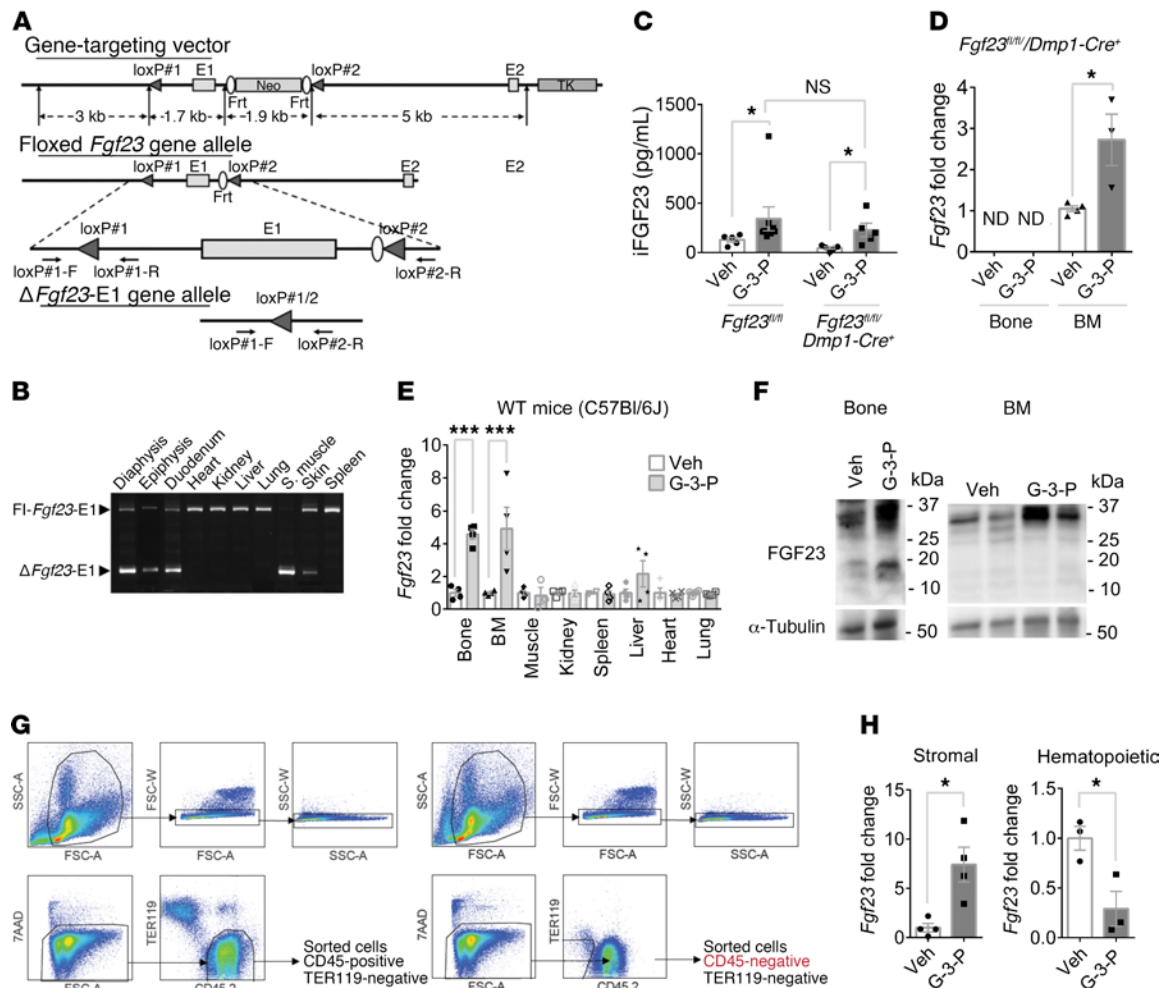 A
Gene-targeting vector
loxP#1
E1
Neo
loxP#2
E2
TK
Frt
Frt
3 kb
1.7 kb
1.9 kb
5 kb
Floxed Fgf23 gene allele
loxP#1
E1
loxP#2
E2
E2
Frt
loxP#1
E1
loxP#2
loxP#1-F
loxP#1-R
loxP#2-R
ΔFgf23-E1 gene allele
loxP#1/2
loxP#1-F
loxP#2-R
B
Diaphysis
Epiphysis
Duodenum
Heart
Kidney
Liver
Lung
S. muscle
Skin
Spleen
Fl-Fgf23-E1
ΔFgf23-E1
C
NS
*
*
iFGF23 (pg/mL)
1500
1000
500
0
Veh
G-3-P
Veh
G-3-P
Fgf23fl/fl
Fgf23fl/fl/
Dmp1-Cre+
D
Fgf23fl/fl/Dmp1-Cre+
*
Fgf23 fold change
4
3
2
1
0
ND
ND
Veh
G-3-P
Veh
G-3-P
Bone
BM
E
WT mice (C57Bl/6J)
***
***
Veh
G-3-P
Fgf23 fold change
10
8
6
4
2
0
Bone
BM
Muscle
Kidney
Spleen
Liver
Heart
Lung
F
Bone
BM
Veh
G-3-P
kDa
Veh
G-3-P
kDa
FGF23
- 37
- 25
- 20
- 10
- 37
- 25
- 20
- 10
α-Tubulin
- 50
- 50
G
SSC-A
FSC-A
FSC-W
FSC-A
SSC-W
SSC-A
SSC-A
FSC-A
FSC-W
FSC-A
SSC-W
SSC-A
7AAD
FSC-A
TER119
CD45.2
Sorted cells
CD45-positive
TER119-negative
7AAD
FSC-A
TER119
CD45.2
Sorted cells
CD45-negative
TER119-negative
H
Stromal
*
Fgf23 fold change
15
10
5
0
Veh
G-3-P
Hematopoietic
*
Fgf23 fold change
1.5
1.0
0.5
0.0
Veh
G-3-P